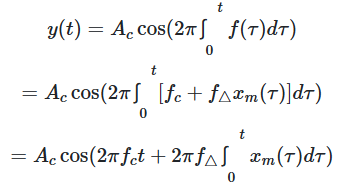 y(t) = A_c cos(2π∫_0^t f(τ)dτ)
= A_c cos(2π∫_0^t [f_c + f_△x_m(τ)]dτ)
= A_c cos(2πf_ct + 2πf_△∫_0^t x_m(τ)dτ)